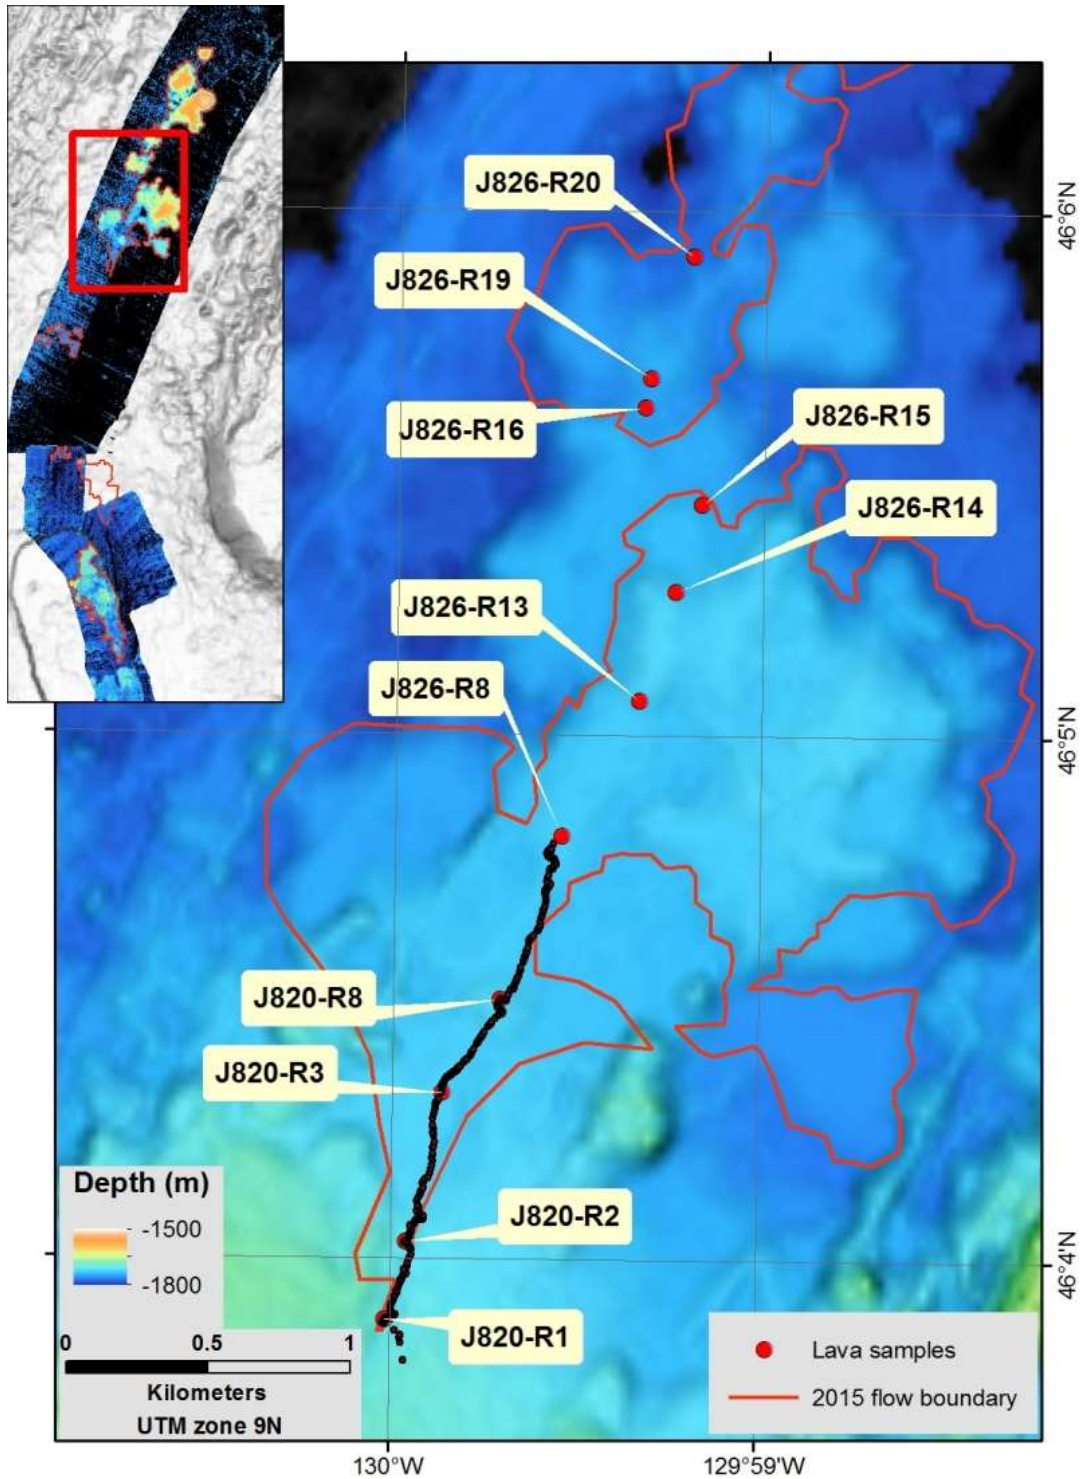 J826-R20
46°6'N
J826-R19
J826-R15
J826-R16
J826-R14
J826-R13
J826-R8
46°5'N
J820-R8
J820-R3
Depth (m)
-1500
-1800
J820-R2
46°4'N
J820-R1
0 0.5 1
Kilometers
UTM zone 9N
Lava samples
2015 flow boundary
130°W
129°59'W